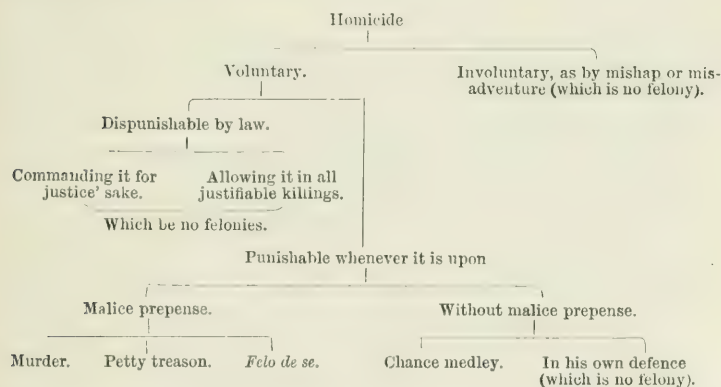 Homicide
Voluntary.
Involuntary, as by mishap or mis-
adventure (which is no felony).
Dispunishable by law.
Commanding it for
justice' sake.
Allowing it in all
justifiable killings.
Which be no felonies.
Punishable whenever it is upon
Malice prepense.
Without malice prepense.
Murder.
Petty treason.
Felo de se.
Chance medley.
In his own defence
(which is no felony).